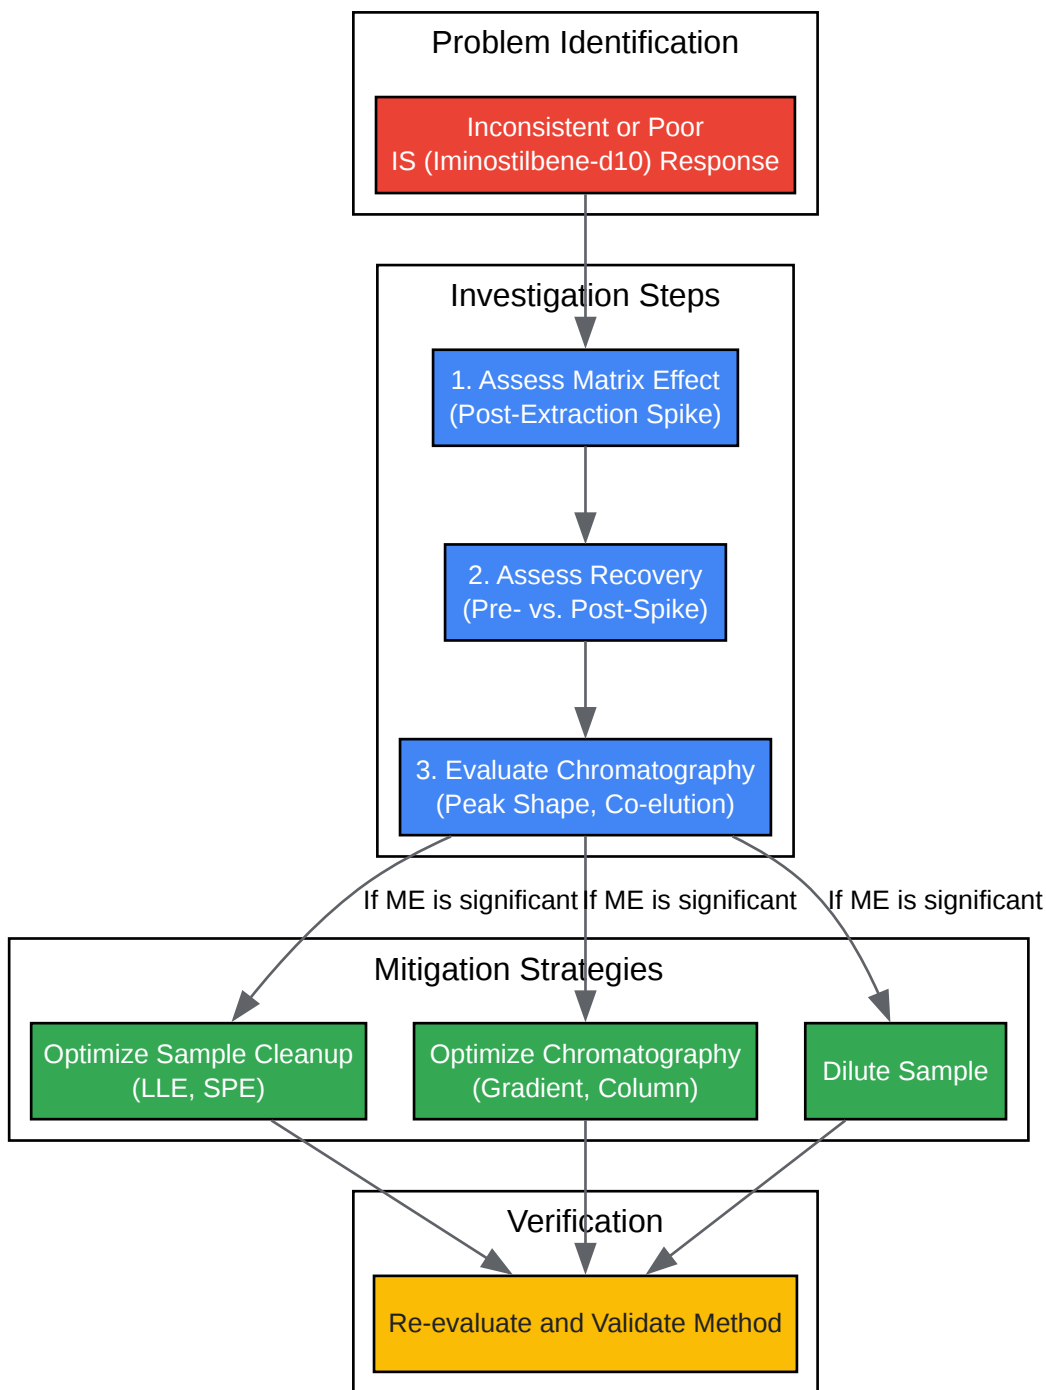 Problem Identification
Inconsistent or Poor
IS (Iminostilbene-d10) Response
Investigation Steps
1. Assess Matrix Effect
(Post-Extraction Spike)
2. Assess Recovery
(Pre- vs. Post-Spike)
3. Evaluate Chromatography
(Peak Shape, Co-elution)
If ME is significant
If ME is significant
If ME is significant
Mitigation Strategies
Optimize Sample Cleanup
(LLE, SPE)
Optimize Chromatography
(Gradient, Column)
Dilute Sample
Verification
Re-evaluate and Validate Method